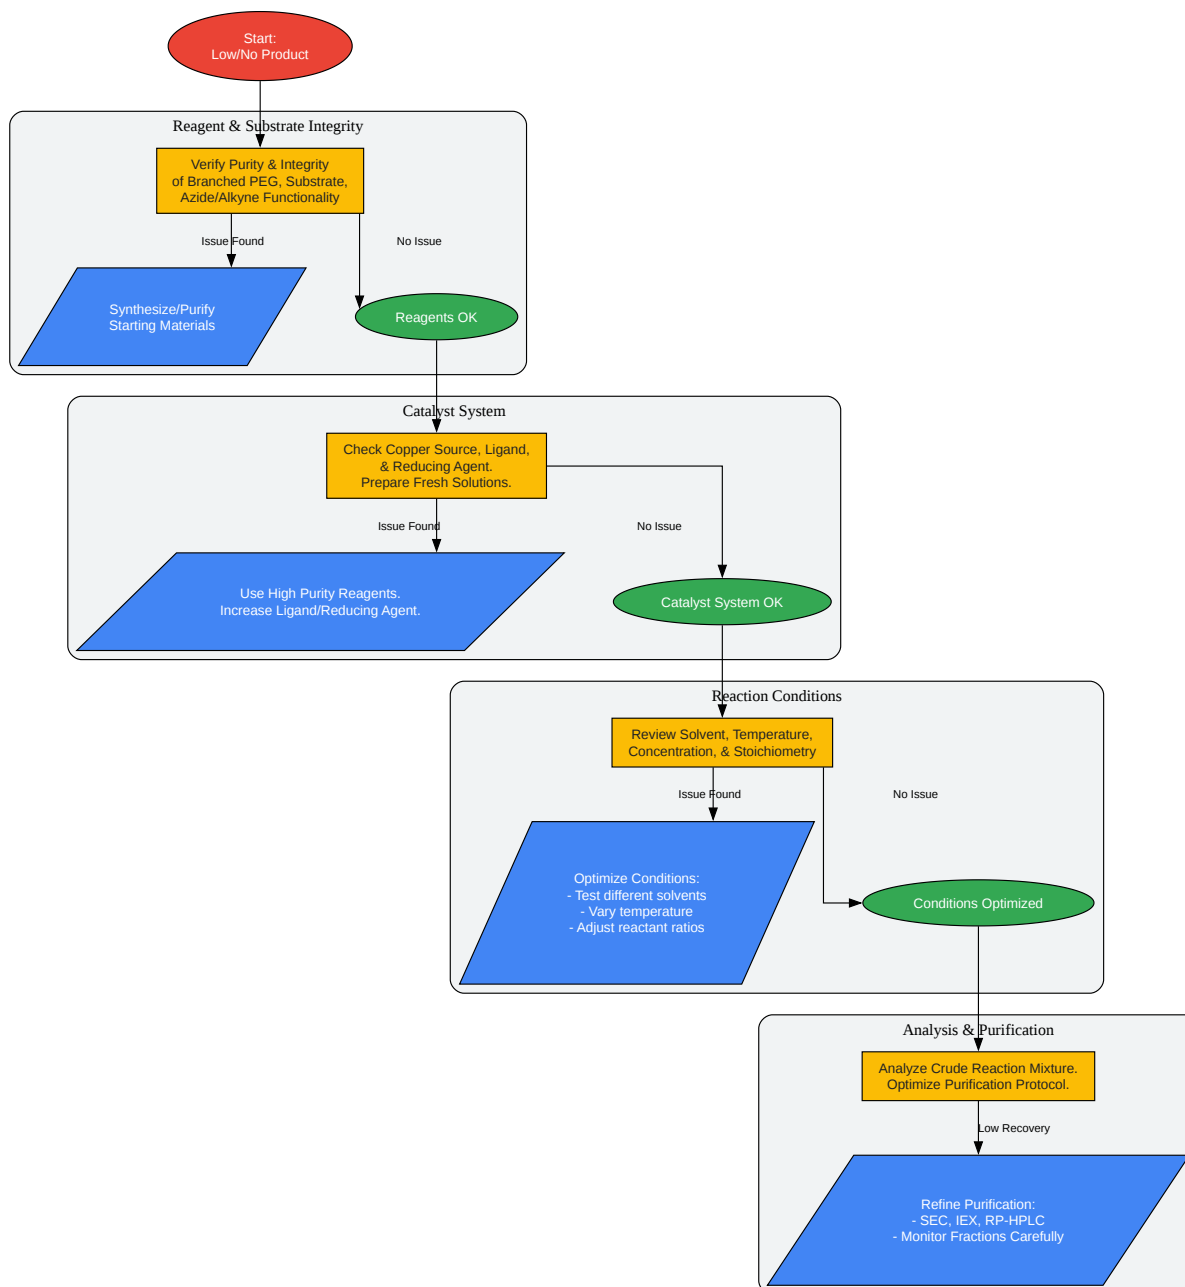 Start:
Low/No Product
Reagent & Substrate Integrity
Verify Purity & Integrity
of Branched PEG, Substrate,
Azide/Alkyne Functionality
Issue Found
No Issue
Synthesize/Purify
Starting Materials
Reagents OK
Catalyst System
Check Copper Source, Ligand,
& Reducing Agent.
Prepare Fresh Solutions.
Issue Found
No Issue
Use High Purity Reagents.
Increase Ligand/Reducing Agent.
Catalyst System OK
Reaction Conditions
Review Solvent, Temperature,
Concentration, & Stoichiometry
Issue Found
No Issue
Optimize Conditions:
- Test different solvents
- Vary temperature
- Adjust reactant ratios
Conditions Optimized
Analysis & Purification
Analyze Crude Reaction Mixture.
Optimize Purification Protocol.
Low Recovery
Refine Purification:
- SEC, IEX, RP-HPLC
- Monitor Fractions Carefully